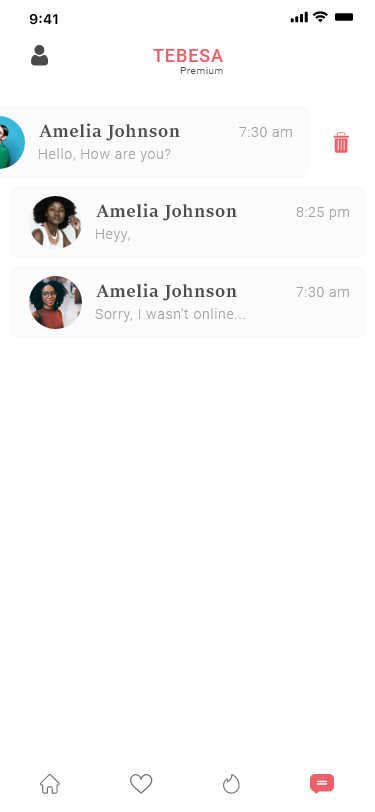 9:41
TEBESA
Premium
Amelia Johnson 7:30 am
Hello, How are you?
Amelia Johnson 8:25 pm
Heyy,
Amelia Johnson 7:30 am
Sorry, I wasn't online...